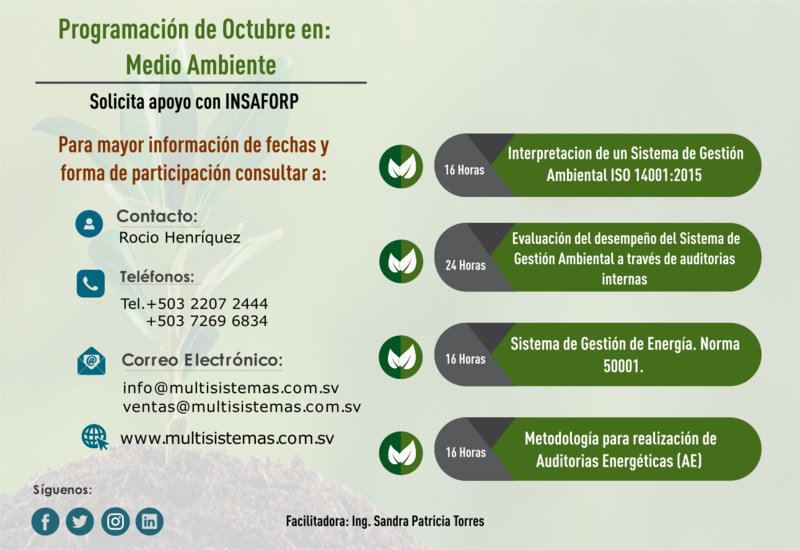 Programación de Octubre en:
Medio Ambiente
Solicita apoyo con INSAFORP
Para mayor información de fechas y
forma de participación consultar a:
Contacto:
Rocio Henríquez
Teléfonos:
Tel.+503 2207 2444
+503 7269 6834
Correo Electrónico:
info@multisistemas.com.sv
ventas@multisistemas.com.sv
www.multisistemas.com.sv
Síguenos:
16 Horas
Interpretacion de un Sistema de Gestión
Ambiental ISO 14001:2015
24 Horas
Evaluación del desempeño del Sistema de
Gestión Ambiental a través de auditorias
internas
16 Horas
Sistema de Gestión de Energía. Norma
50001.
16 Horas
Metodología para realización de
Auditorias Energéticas (AE)
Facilitadora: Ing. Sandra Patricia Torres